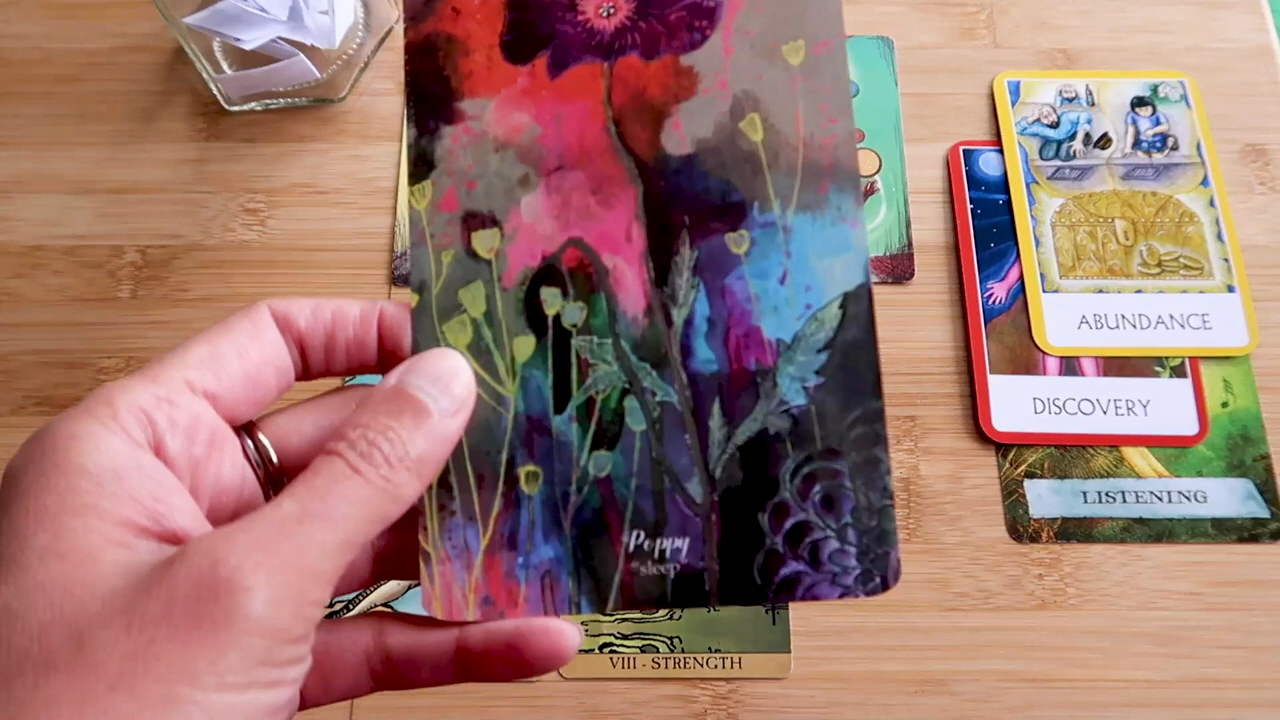 Poppy
"sleep"
ABUNDANCE
DISCOVERY
LISTENING
VIII - STRENGTH